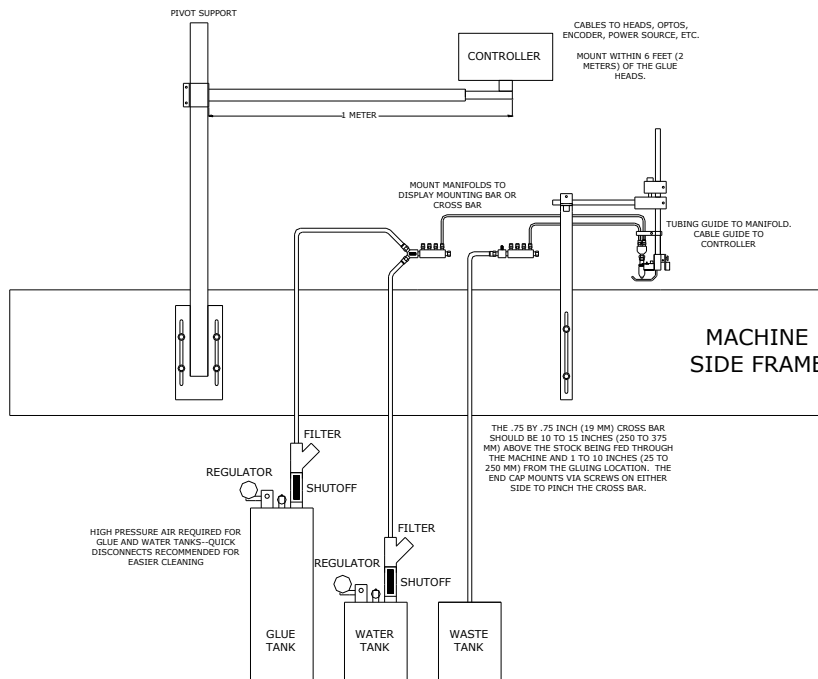 PIVOT SUPPORT
CONTROLLER
CABLES TO HEADS, OPTOS,
ENCODER, POWER SOURCE, ETC.
MOUNT WITHIN 6 FEET (2
METERS) OF THE GLUE
HEADS.
1 METER
MOUNT MANIFOLDS TO
DISPLAY MOUNTING BAR OR
CROSS BAR
TUBING GUIDE TO MANIFOLD.
CABLE GUIDE TO
CONTROLLER
MACHINE
SIDE FRAME
THE .75 BY .75 INCH (19 MM) CROSS BAR
SHOULD BE 10 TO 15 INCHES (250 TO 375
MM) ABOVE THE STOCK BEING FED THROUGH
THE MACHINE AND 1 TO 10 INCHES (25 TO
250 MM) FROM THE GLUING LOCATION. THE
END CAP MOUNTS VIA SCREWS ON EITHER
SIDE TO PINCH THE CROSS BAR.
FILTER
REGULATOR
SHUTOFF
HIGH PRESSURE AIR REQUIRED FOR
GLUE AND WATER TANKS--QUICK
DISCONNECTS RECOMMENDED FOR
EASIER CLEANING
FILTER
REGULATOR
SHUTOFF
GLUE
TANK
WATER
TANK
WASTE
TANK